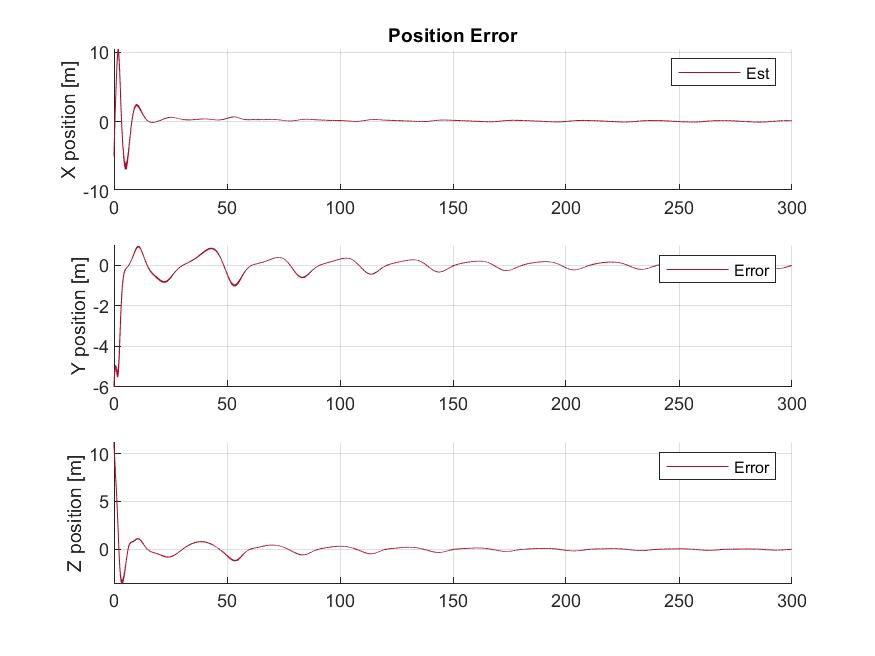 Position Error
10
0
-10
X position [m]
Est
0 50 100 150 200 250 300
0
-2
-4
-6
Y position [m]
Error
0 50 100 150 200 250 300
10
5
0
Z position [m]
Error
0 50 100 150 200 250 300